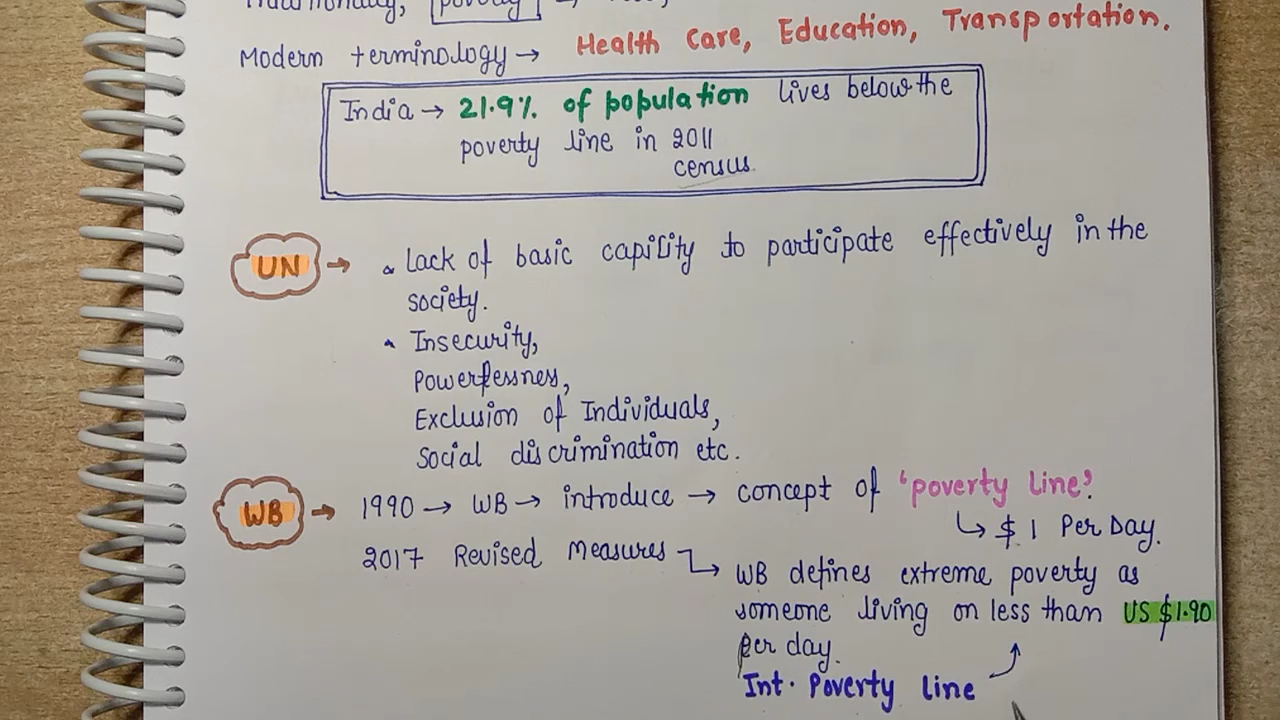 poverty
Modern terminology → Health Care, Education, Transportation.
India → 21.9% of population lives below the
poverty line in 2011
census.
UN → Lack of basic capility to participate effectively in the
society.
Insecurity,
Powerlessness,
Exclusion of Individuals,
Social discrimination etc.
WB → 1990 → WB → introduce → concept of 'poverty line'.
↳ $1 Per Day.
2017 Revised Measures ↳ WB defines extreme poverty as
someone living on less than US $1.90
per day.
Int. Poverty line